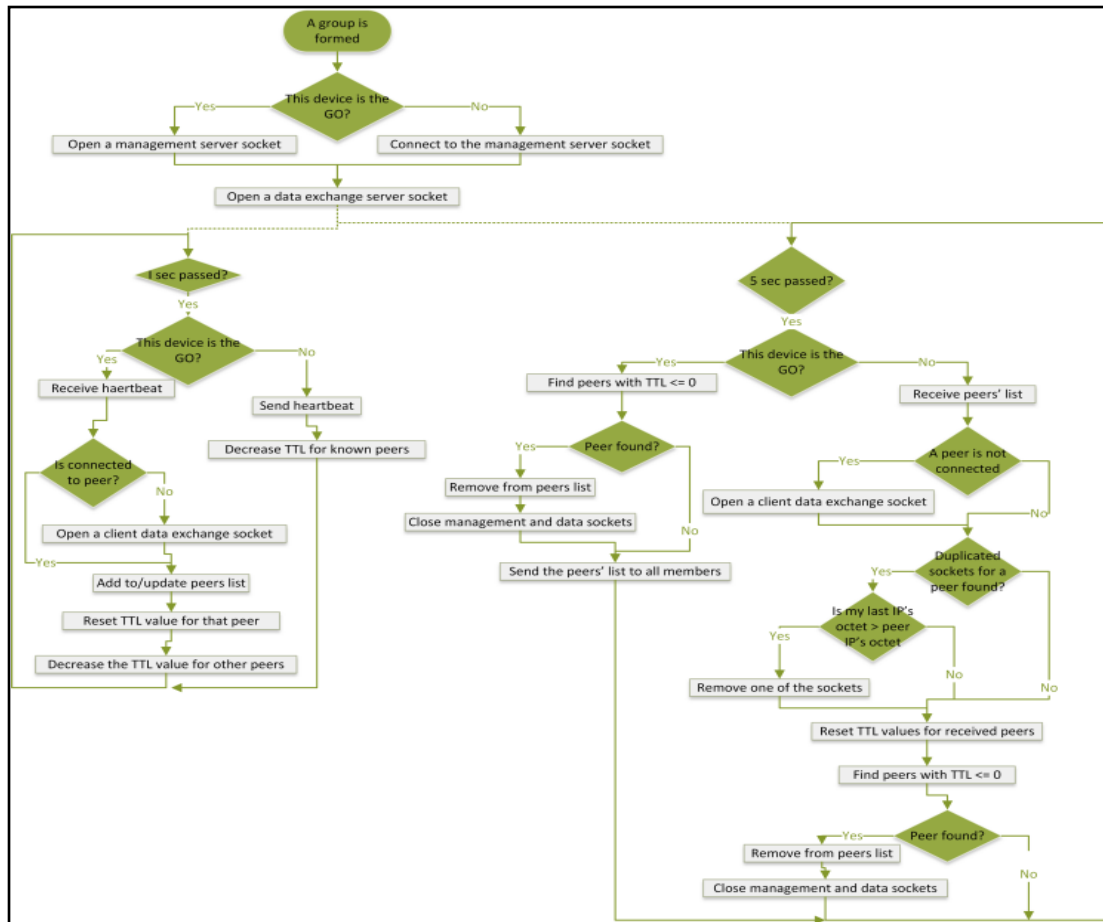 A group is
formed
This device is the
GO?
Yes
No
Open a management server socket
Connect to the management server socket
Open a data exchange server socket
I sec passed?
Yes
This device is the
GO?
Yes
No
Receive haertbeat
Send heartbeat
Decrease TTL for known peers
Is connected
to peer?
No
Open a client data exchange socket
Yes
Add to/update peers list
Reset TTL value for that peer
Decrease the TTL value for other peers
5 sec passed?
Yes
This device is the
GO?
Yes
No
Find peers with TTL <= 0
Peer found?
Yes
Remove from peers list
Close management and data sockets
No
Send the peers' list to all members
Receive peers' list
A peer is not
connected
Yes
Open a client data exchange socket
No
Duplicated
sockets for a
peer found?
Yes
Is my last IP's
octet > peer
IP's octet
Yes
No
No
Remove one of the sockets
Reset TTL values for received peers
Find peers with TTL <= 0
Peer found?
Yes
Remove from peers list
No
Close management and data sockets